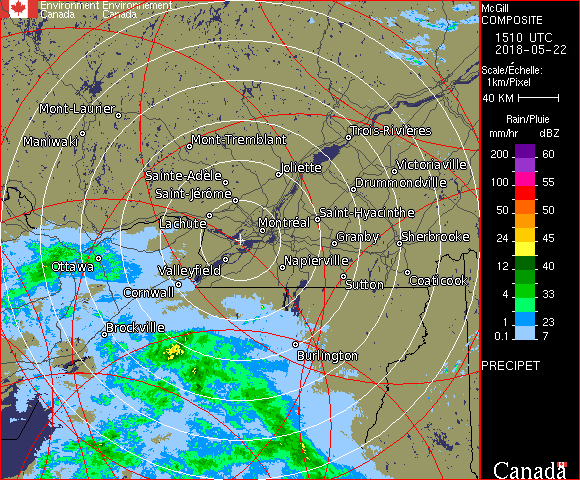 Environment Environnement
Canada Canada
McGill
COMPOSITE
1510 UTC
2018-05-22
Scale/Échelle:
1km/Pixel
40 KM
Rain/Pluie
mm/hr dBZ
200 60
155 57
100 55
50 50
24 45
12 40
4 33
1 23
0.1 7
PRECIPET
Canada
Mont-Laurier
Maniwaki
Mont-Tremblant
Trois-Rivières
Sainte-Adèle
Joliette
Victoriaville
Saint-Jérôme
Drummondville
Lachute
Saint-Hyacinthe
Montréal
Granby
Sherbrooke
Ottawa
Valleyfield
Napierville
Cornwall
Sutton
Coaticook
Brockville
Burlington